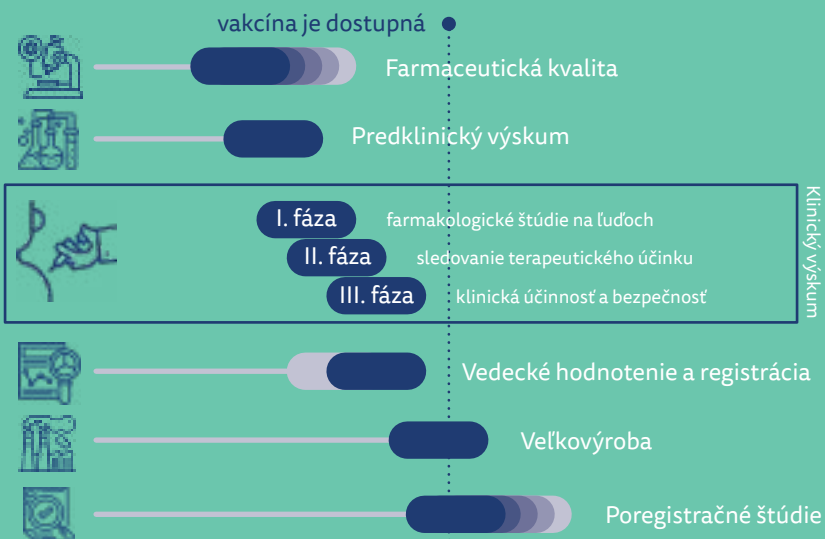 vakcína je dostupná
Farmaceutická kvalita
Predklinický výskum
Klinický výskum
I. fáza
farmakologické štúdie na ľuďoch
II. fáza
sledovanie terapeutického účinku
III. fáza
klinická účinnosť a bezpečnosť
Vedecké hodnotenie a registrácia
Veľkovýroba
Poregistračné štúdie